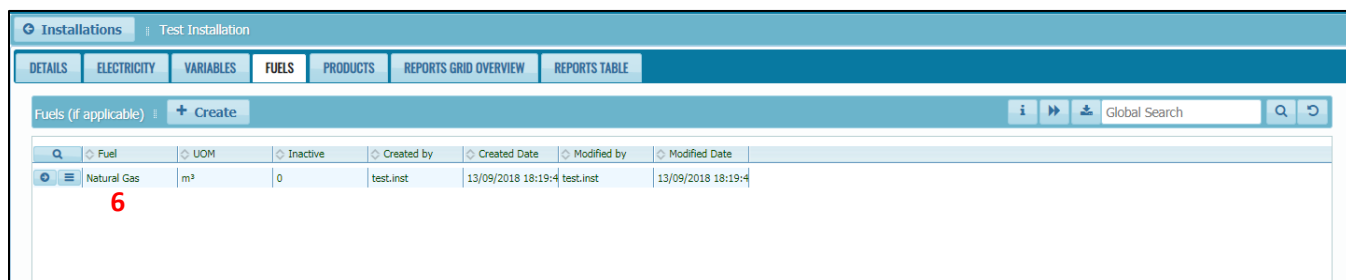 Installations Test Installation
DETAILS ELECTRICITY VARIABLES FUELS PRODUCTS REPORTS GRID OVERVIEW REPORTS TABLE
Fuels (if applicable) + Create i Global Search
Fuel UOM Inactive Created by Created Date Modified by Modified Date
Natural Gas m³ 0 test.inst 13/09/2018 18:19:4 test.inst 13/09/2018 18:19:4
6